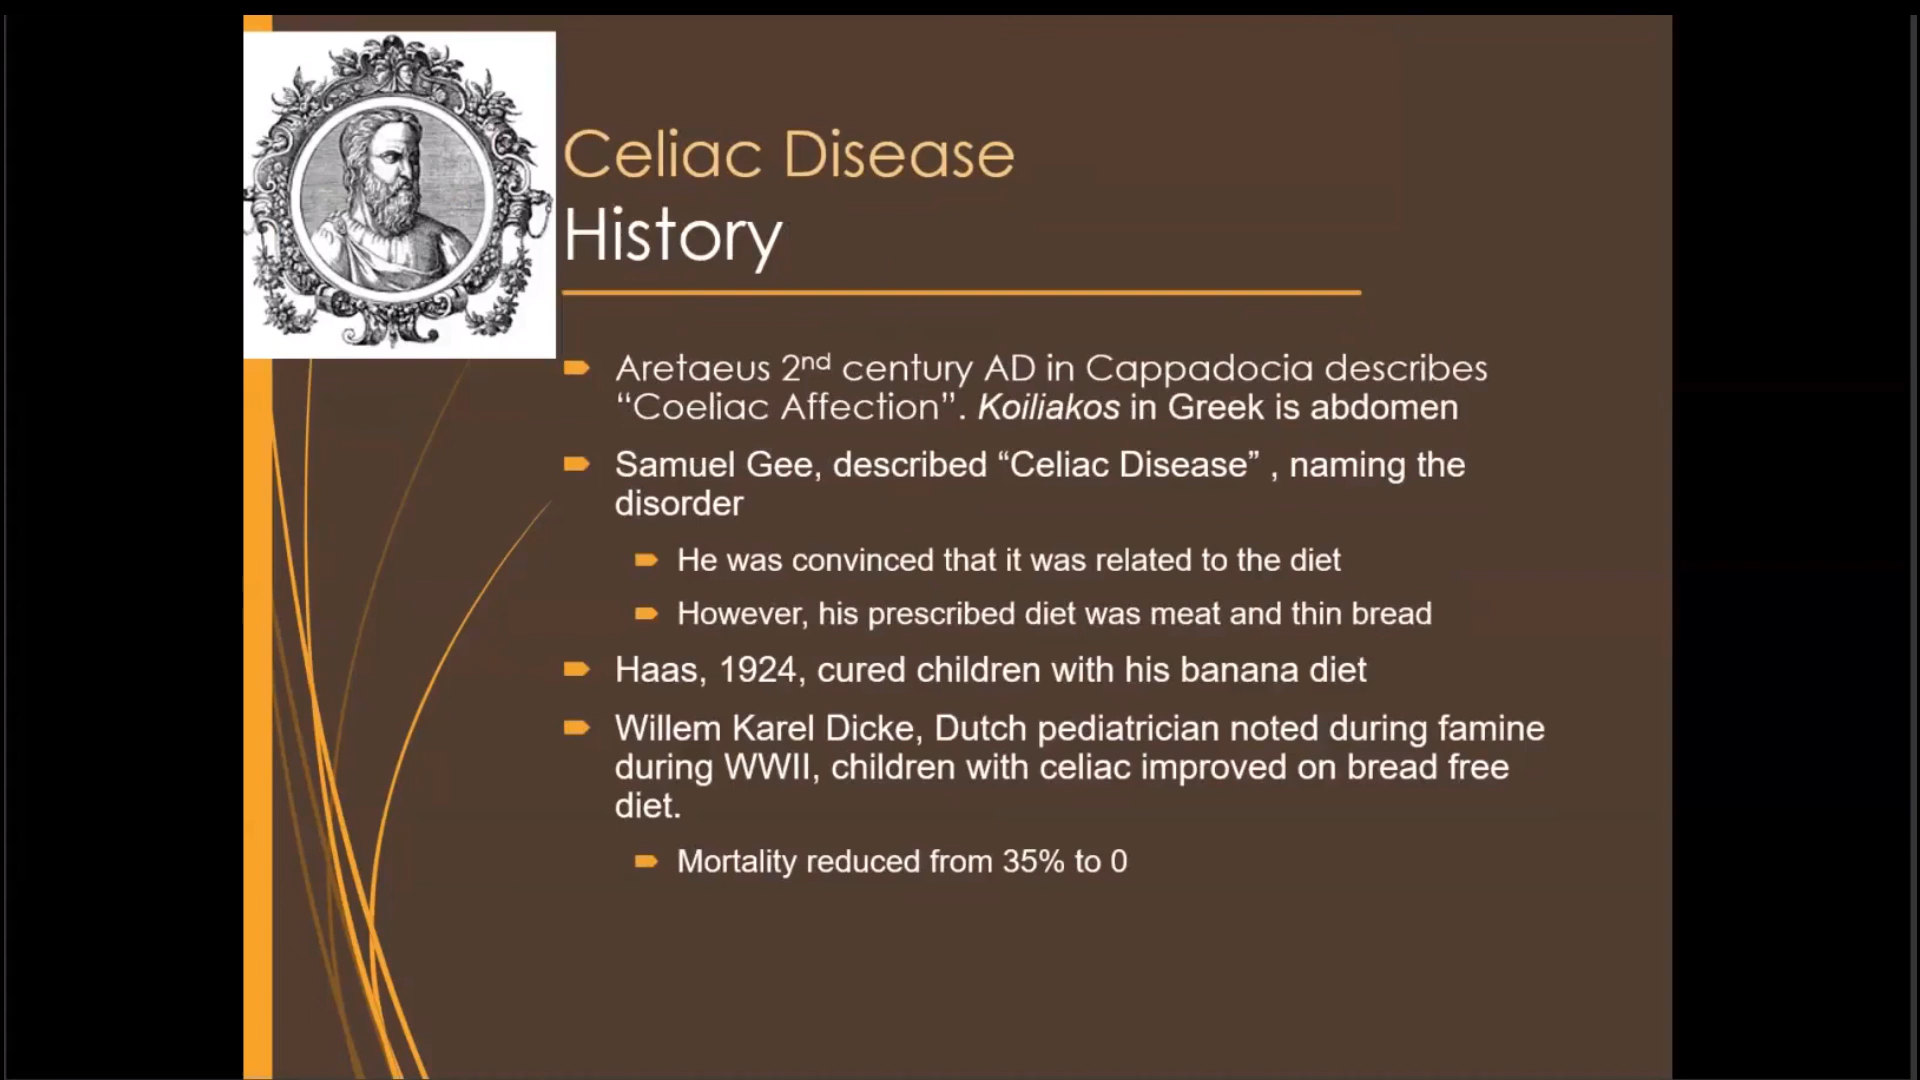 Celiac Disease
History
Aretaeus 2nd century AD in Cappadocia describes
“Coeliac Affection”. Koiliakos in Greek is abdomen
Samuel Gee, described “Celiac Disease” , naming the
disorder
He was convinced that it was related to the diet
However, his prescribed diet was meat and thin bread
Haas, 1924, cured children with his banana diet
Willem Karel Dicke, Dutch pediatrician noted during famine
during WWII, children with celiac improved on bread free
diet.
Mortality reduced from 35% to 0